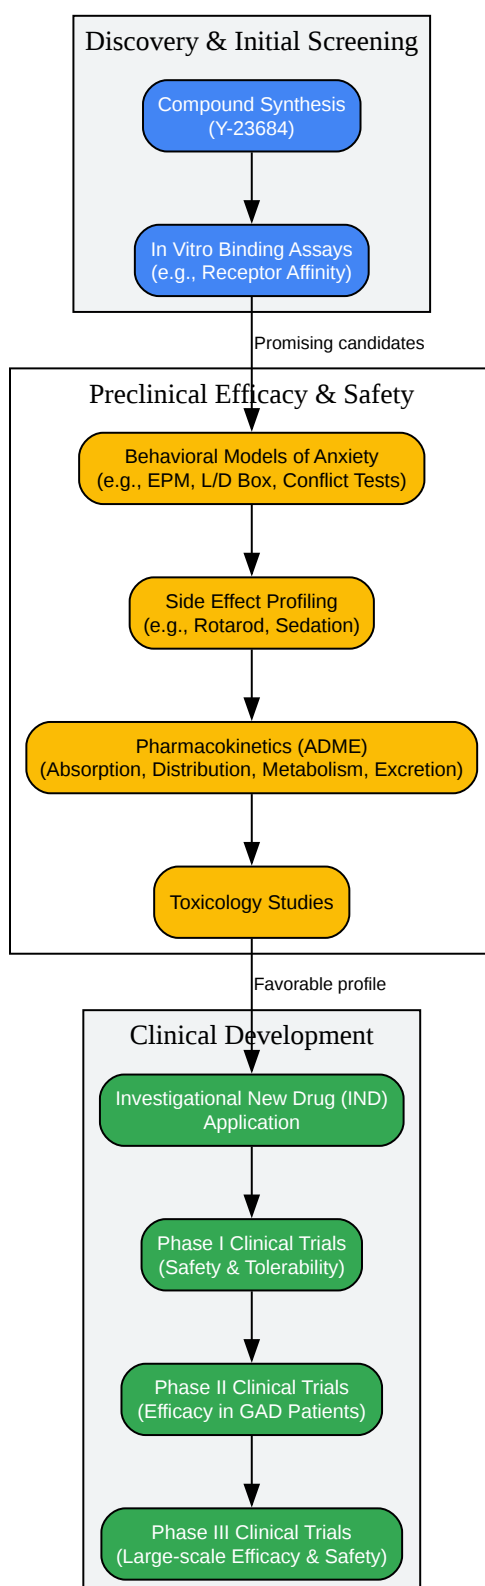 Discovery & Initial Screening
Compound Synthesis
(Y-23684)
In Vitro Binding Assays
(e.g., Receptor Affinity)
Promising candidates
Preclinical Efficacy & Safety
Behavioral Models of Anxiety
(e.g., EPM, L/D Box, Conflict Tests)
Side Effect Profiling
(e.g., Rotarod, Sedation)
Pharmacokinetics (ADME)
(Absorption, Distribution, Metabolism, Excretion)
Toxicology Studies
Favorable profile
Clinical Development
Investigational New Drug (IND)
Application
Phase I Clinical Trials
(Safety & Tolerability)
Phase II Clinical Trials
(Efficacy in GAD Patients)
Phase III Clinical Trials
(Large-scale Efficacy & Safety)